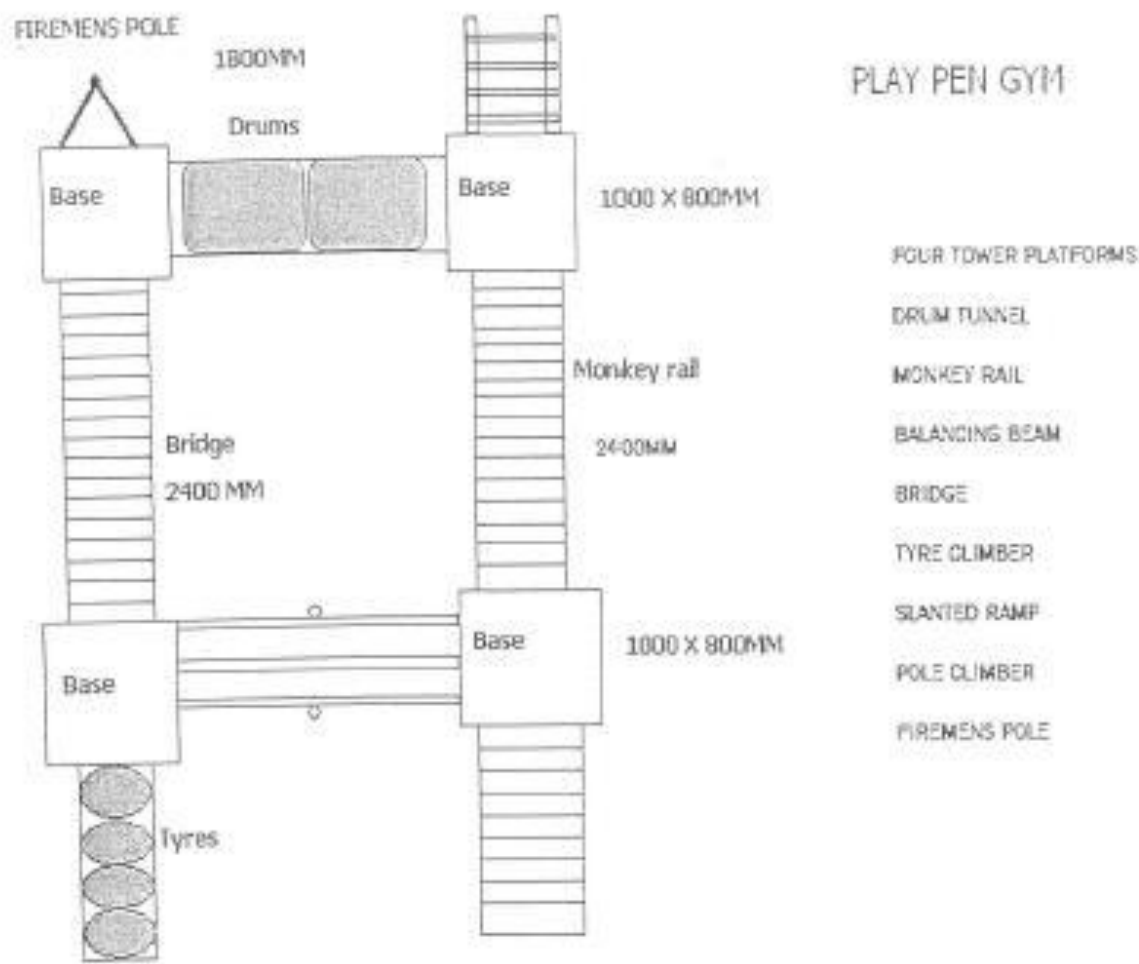 FIREMENS POLE
1800MM
Drums
PLAY PEN GYM
Base
Base
1000 X 800MM
FOUR TOWER PLATFORMS
DRUM TUNNEL
Monkey rail
MONKEY RAIL
Bridge
2400MM
BALANCING BEAM
2400 MM
BRIDGE
TYRE CLIMBER
SLANTED RAMP
Base
Base
1000 X 800MM
POLE CLIMBER
FIREMENS POLE
Tyres